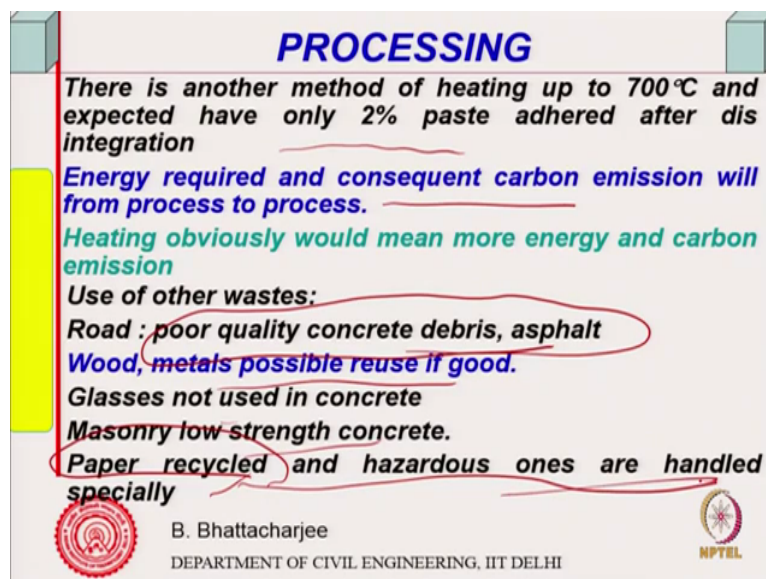 PROCESSING
There is another method of heating up to 700°C and
expected have only 2% paste adhered after dis
integration
Energy required and consequent carbon emission will
from process to process.
Heating obviously would mean more energy and carbon
emission
Use of other wastes:
Road : poor quality concrete debris, asphalt
Wood, metals possible reuse if good.
Glasses not used in concrete
Masonry low strength concrete.
Paper recycled and hazardous ones are handled
specially
B. Bhattacharjee
DEPARTMENT OF CIVIL ENGINEERING, IIT DELHI
NPTEL